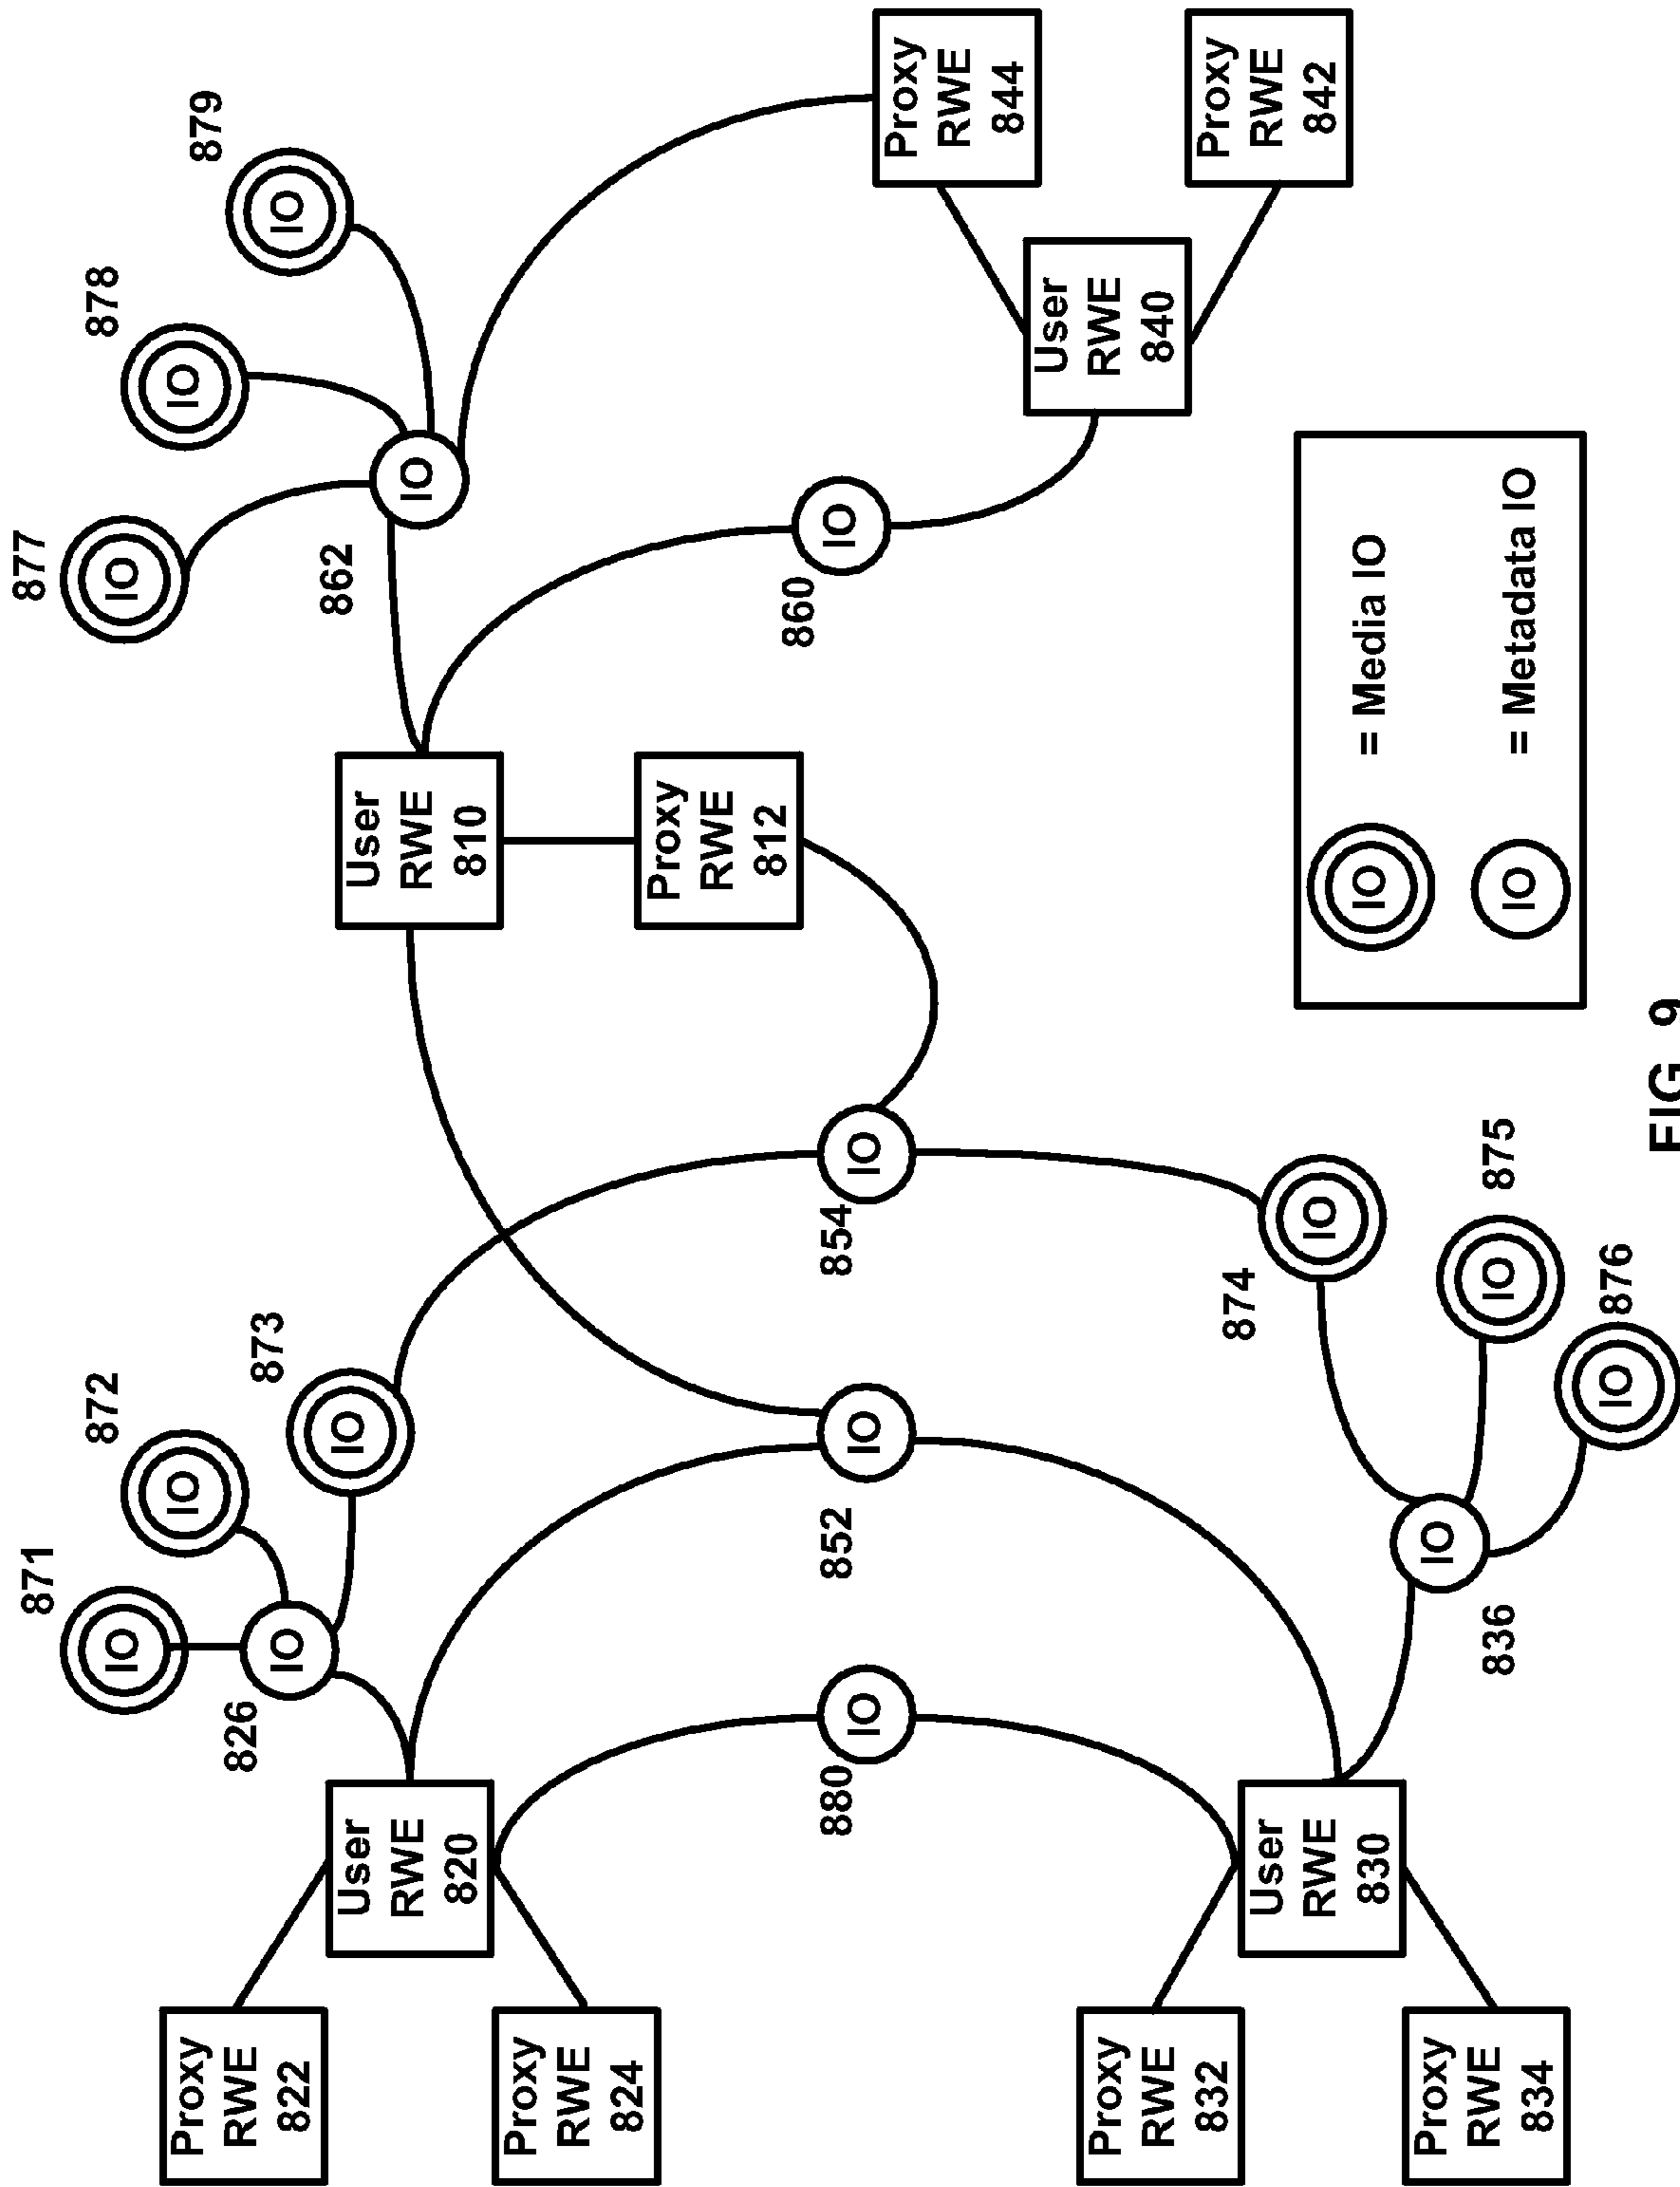 871
IO
872
IO
873
IO
826
IO
877
IO
878
IO
879
IO
862
IO
Proxy
RWE
822
User
RWE
820
Proxy
RWE
824
User
RWE
810
Proxy
RWE
812
880
IO
852
IO
854
IO
860
IO
Proxy
RWE
844
User
RWE
840
Proxy
RWE
842
Proxy
RWE
832
User
RWE
830
Proxy
RWE
834
836
IO
874
IO
875
IO
876
IO
IO = Media IO
IO = Metadata IO
FIG 9